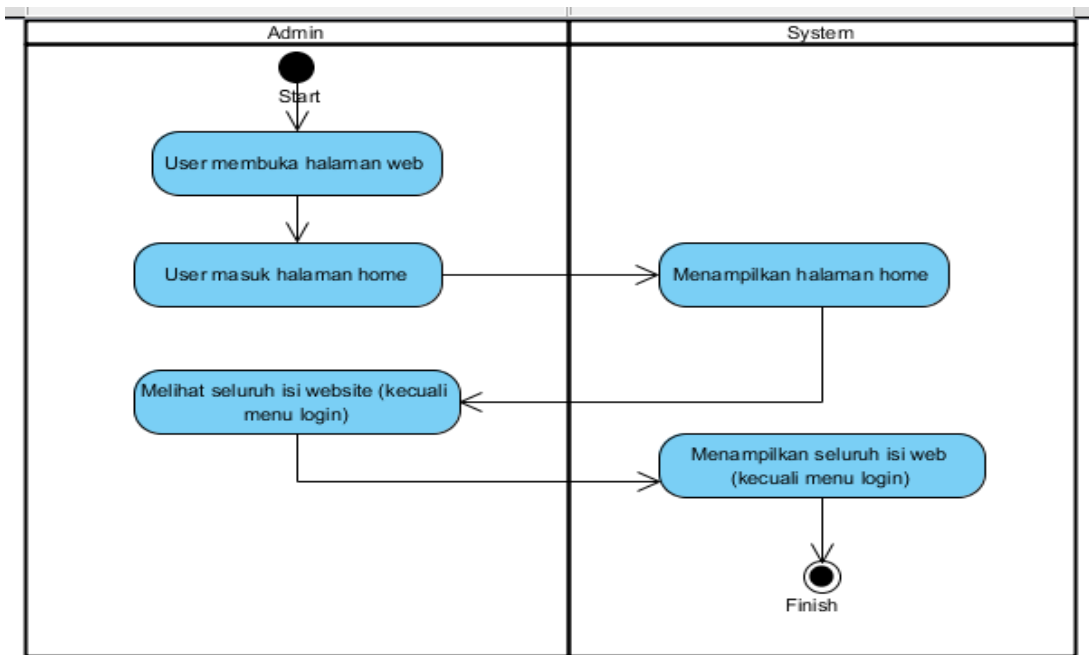 Admin
System
Start
User membuka halaman web
User masuk halaman home
Menampilkan halaman home
Melihat seluruh isi website (kecuali
menu login)
Menampilkan seluruh isi web
(kecuali menu login)
Finish